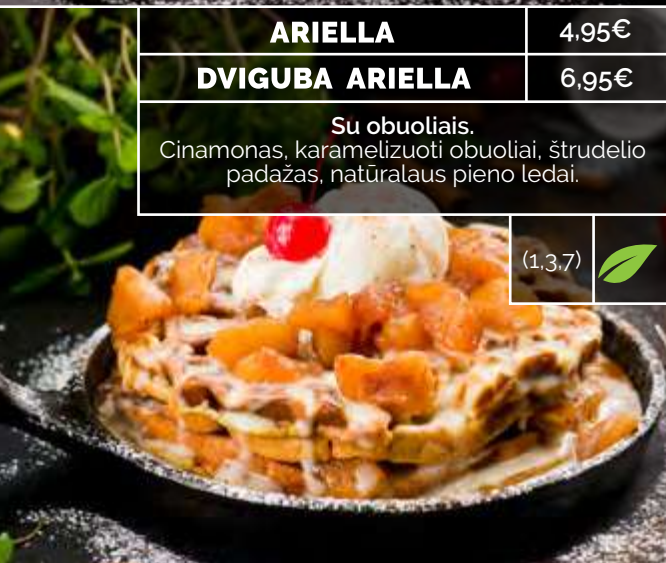 ARIELLA 4,95€
DVIGUBA ARIELLA 6,95€
Su obuoliais.
Cinamonas, karamelizuoti obuoliai, štrudelio
padažas, natūralaus pieno ledai.
(1,3,7)